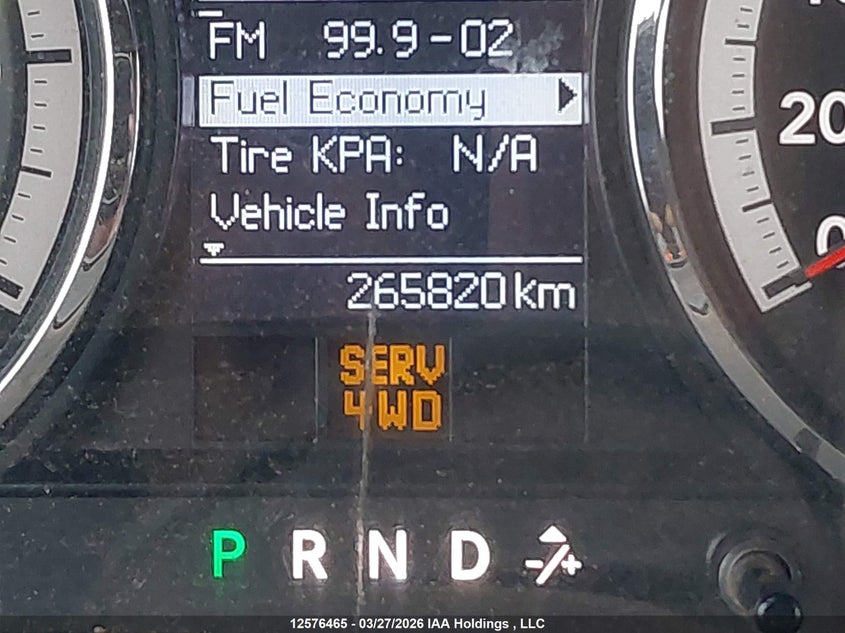 FM 99.9-02
Fuel Economy
Tire KPA: N/A
Vehicle Info
265820 km
20
0
SERV
4WD
P R N D -/+
12576465 - 03/27/2026 IAA Holdings , LLC